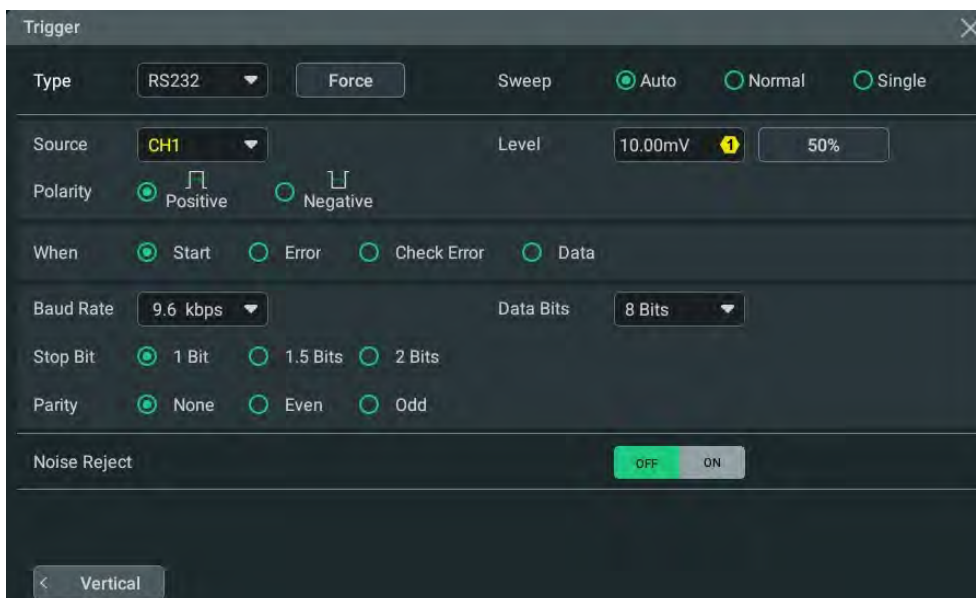 Trigger
Type RS232 Force Sweep Auto Normal Single
Source CH1 Level 10.00mV 1 50%
Polarity Positive Negative
When Start Error Check Error Data
Baud Rate 9.6 kbps Data Bits 8 Bits
Stop Bit 1 Bit 1.5 Bits 2 Bits
Parity None Even Odd
Noise Reject OFF ON
< Vertical